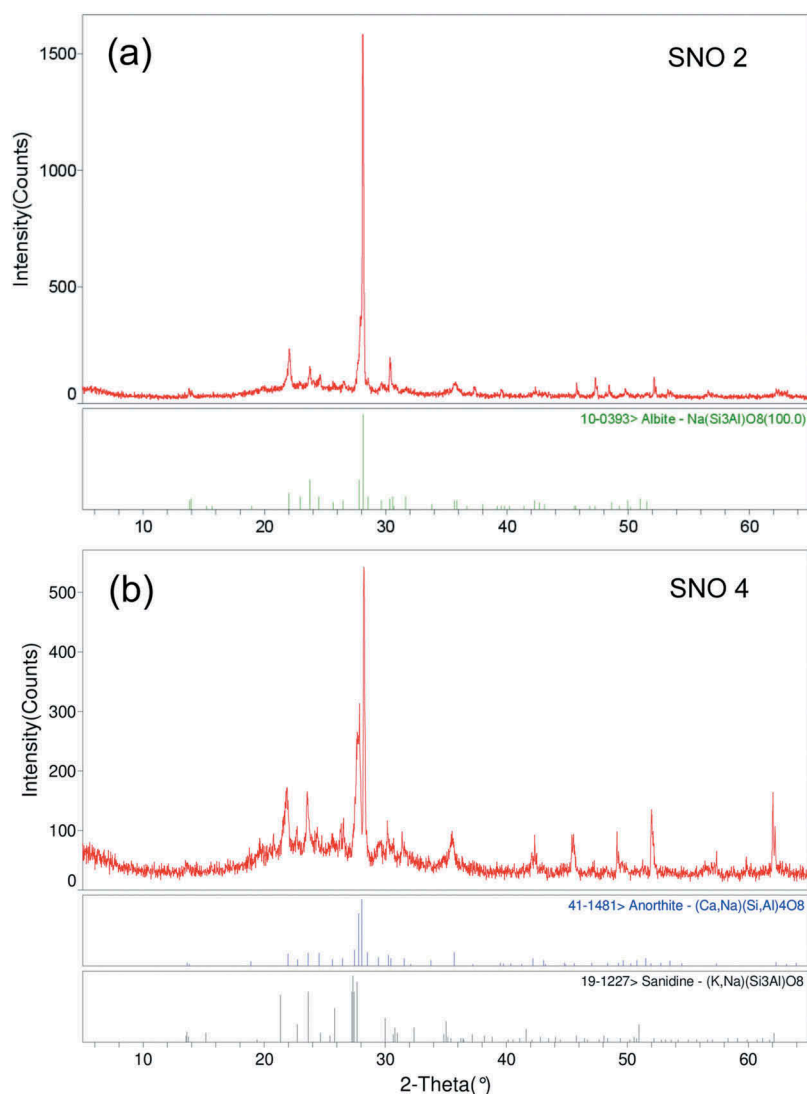 (a)
SNO 2
Intensity(Counts)
1500
1000
500
0
10-0393> Albite - Na(Si3Al)O8(100.0)
10 20 30 40 50 60
(b)
SNO 4
Intensity(Counts)
500
400
300
200
100
0
41-1481> Anorthite - (Ca,Na)(Si,Al)4O8
19-1227> Sanidine - (K,Na)(Si3Al)O8
10 20 30 40 50 60
2-Theta(°)